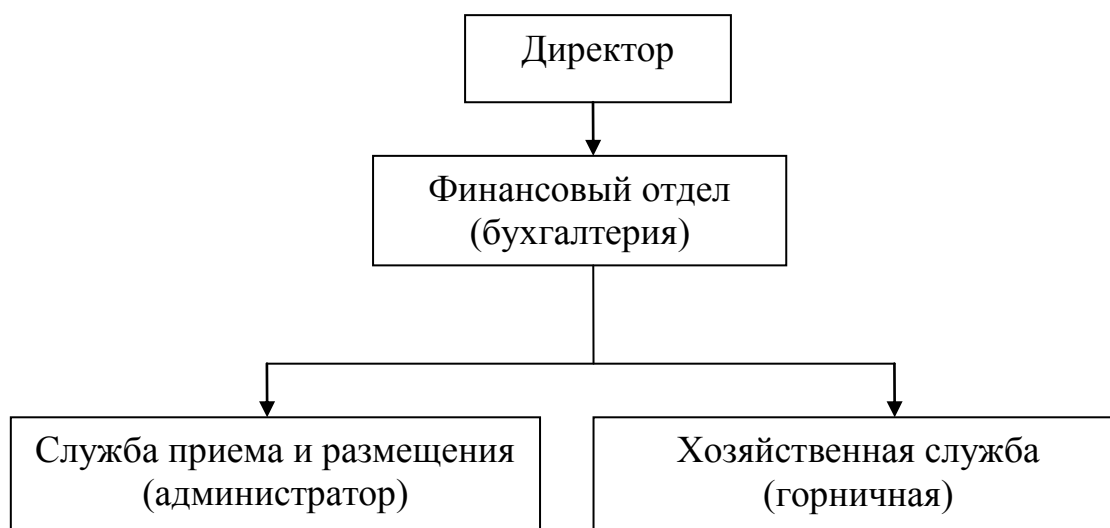 Директор
Финансовый отдел
(бухгалтерия)
Служба приема и размещения
(администратор)
Хозяйственная служба
(горничная)